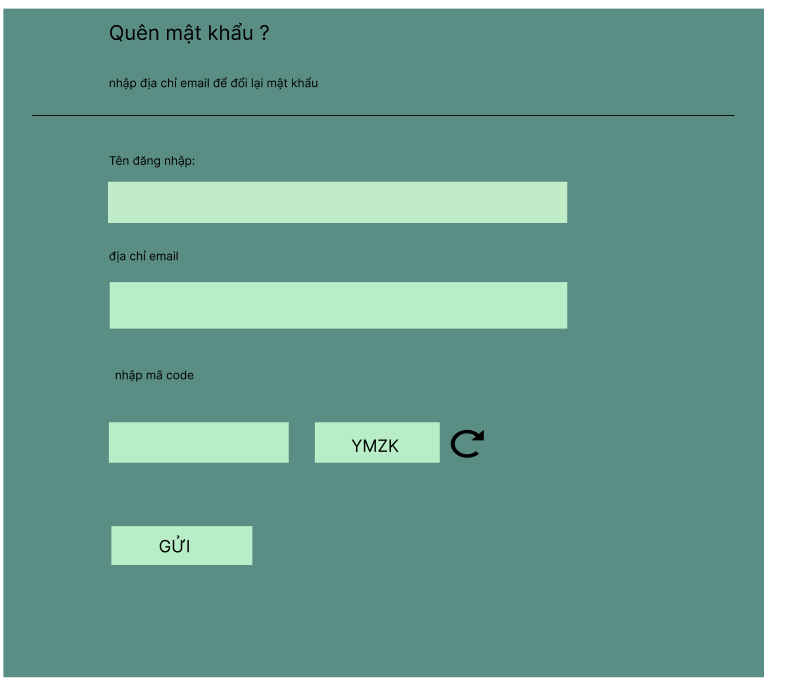 Quên mật khẩu ?
nhập địa chỉ email để đổi lại mật khẩu
Tên đăng nhập:
địa chỉ email
nhập mã code
YMZK
GỬI